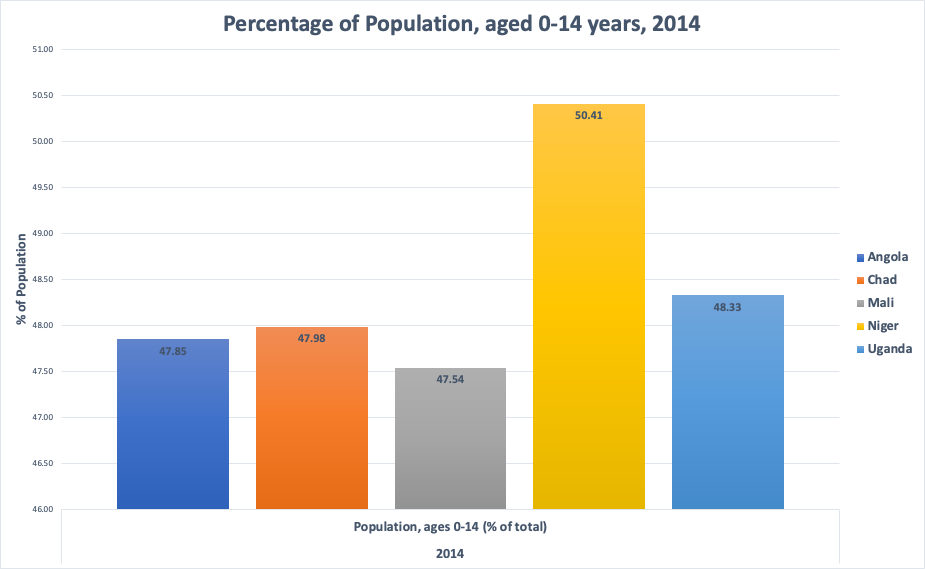 Percentage of Population, aged 0-14 years, 2014
% of Population
51.00
50.50
50.00
49.50
49.00
48.50
48.00
47.50
47.00
46.50
46.00
47.85
47.98
47.54
50.41
48.33
Population, ages 0-14 (% of total)
2014
Angola
Chad
Mali
Niger
Uganda